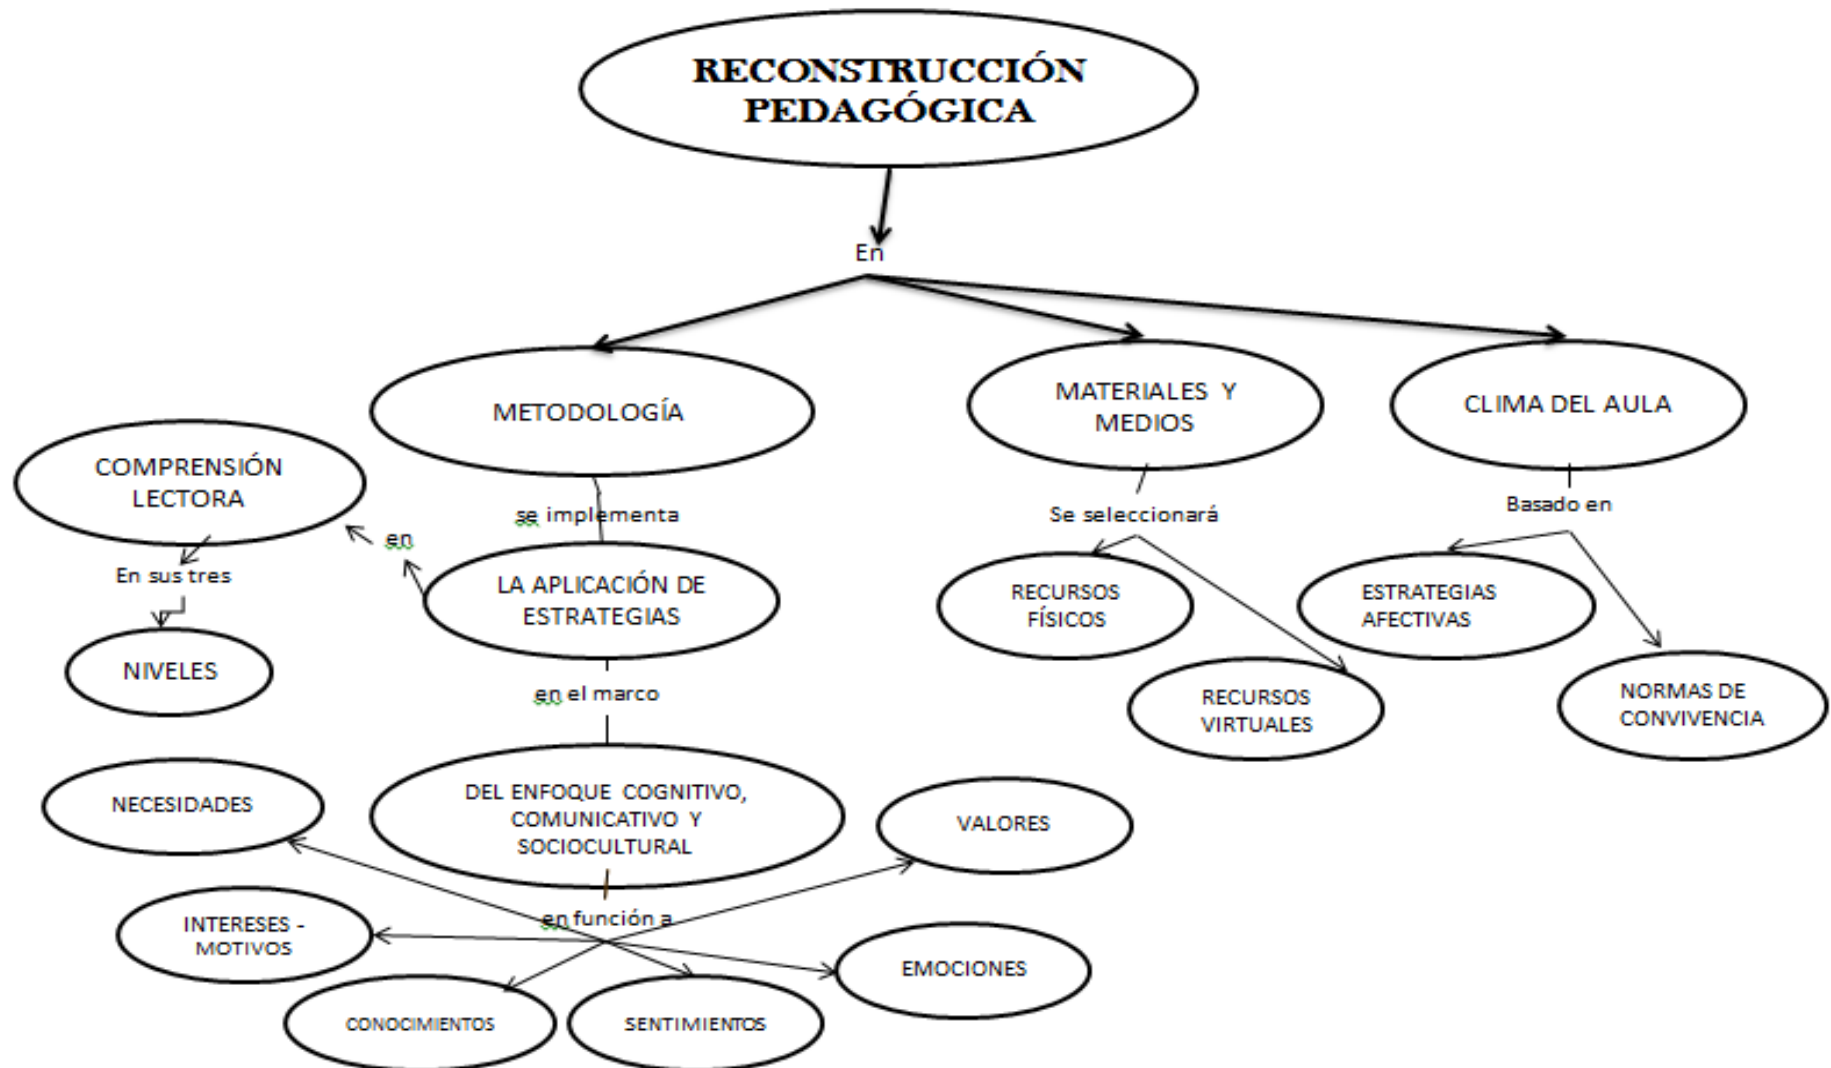 RECONSTRUCCIÓN
PEDAGÓGICA
En
METODOLOGÍA
MATERIALES Y
MEDIOS
CLIMA DEL AULA
COMPRENSIÓN
LECTORA
se implementa
Se seleccionará
Basado en
en
En sus tres
LA APLICACIÓN DE
ESTRATEGIAS
RECURSOS
FÍSICOS
ESTRATEGIAS
AFECTIVAS
NIVELES
en el marco
RECURSOS
VIRTUALES
NORMAS DE
CONVIVENCIA
NECESIDADES
DEL ENFOQUE COGNITIVO,
COMUNICATIVO Y
SOCIOCULTURAL
VALORES
en función a
INTERESES -
MOTIVOS
EMOCIONES
CONOCIMIENTOS
SENTIMIENTOS